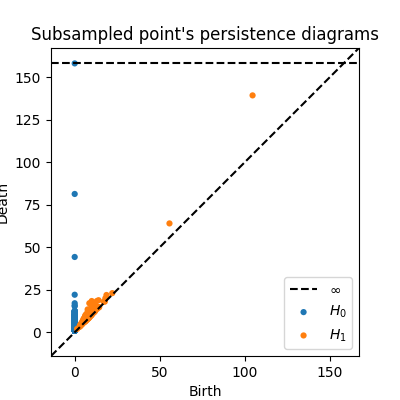 Subsampled point's persistence diagrams
Death
150
125
100
75
50
25
0
0 50 100 150
Birth
∞
H₀
H₁